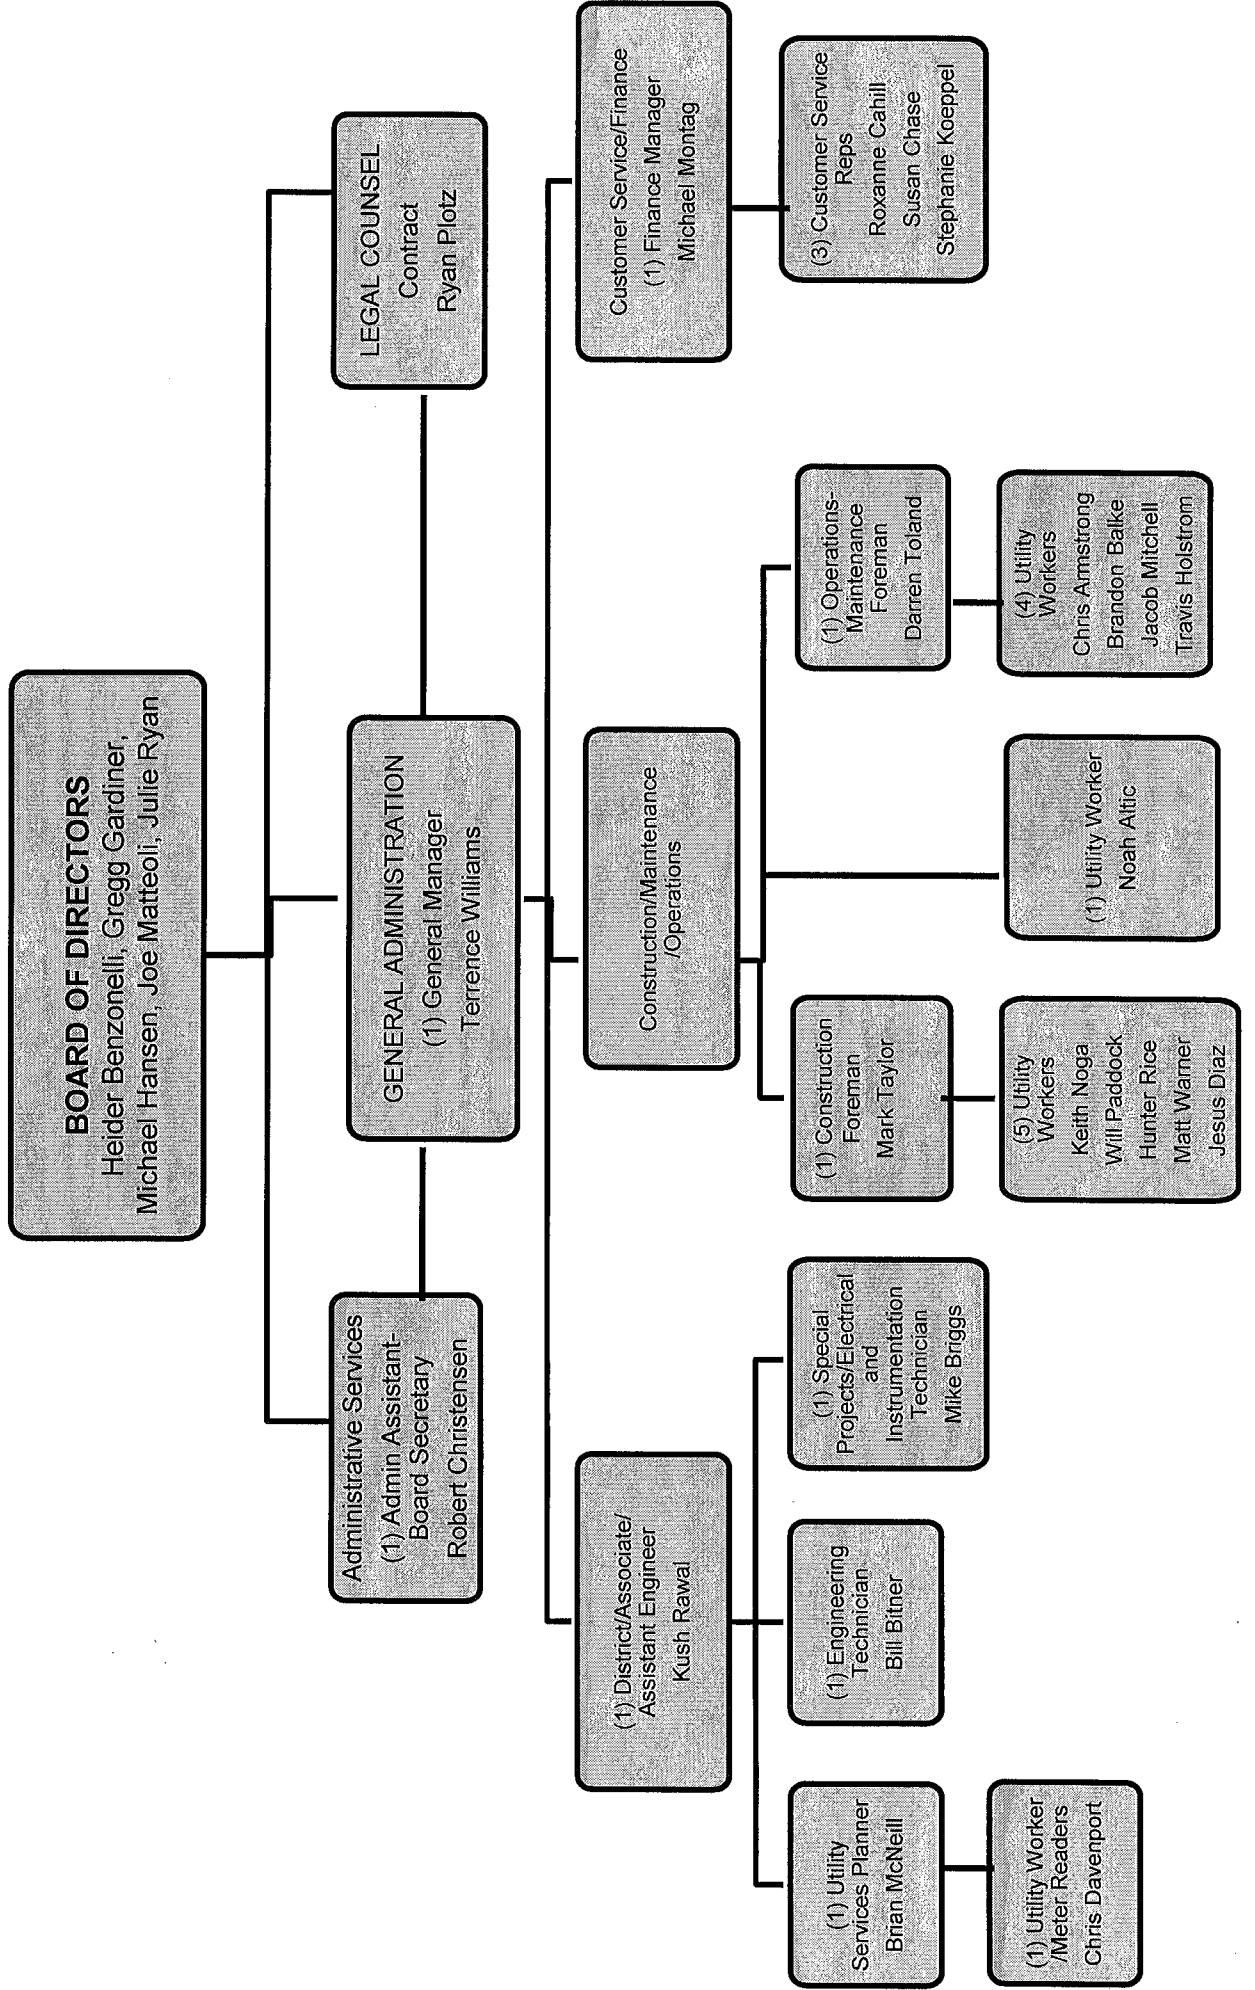 BOARD OF DIRECTORS
Heider Benzonelli, Gregg Gardiner,
Michael Hansen, Joe Matteoli, Julie Ryan
Administrative Services
(1) Admin Assistant-
Board Secretary
Robert Christensen
GENERAL ADMINISTRATION
(1) General Manager
Terrence Williams
LEGAL COUNSEL
Contract
Ryan Plotz
(1) District/Associate/
Assistant Engineer
Kush Rawal
Construction/Maintenance
/Operations
Customer Service/Finance
(1) Finance Manager
Michael Montag
(1) Utility
Services Planner
Brian McNeill
(1) Engineering
Technician
Bill Bitner
(1) Special
Projects/Electrical
and
Instrumentation
Technician
Mike Briggs
(1) Construction
Foreman
Mark Taylor
(1) Operations-
Maintenance
Foreman
Darren Toland
(3) Customer Service
Reps
Roxanne Cahill
Susan Chase
Stephanie Koeppel
(1) Utility Worker
/Meter Readers
Chris Davenport
(5) Utility
Workers
Keith Noga
Will Paddock
Hunter Rice
Matt Warner
Jesus Diaz
(1) Utility Worker
Noah Altic
(4) Utility
Workers
Chris Armstrong
Brandon Balke
Jacob Mitchell
Travis Holstrom